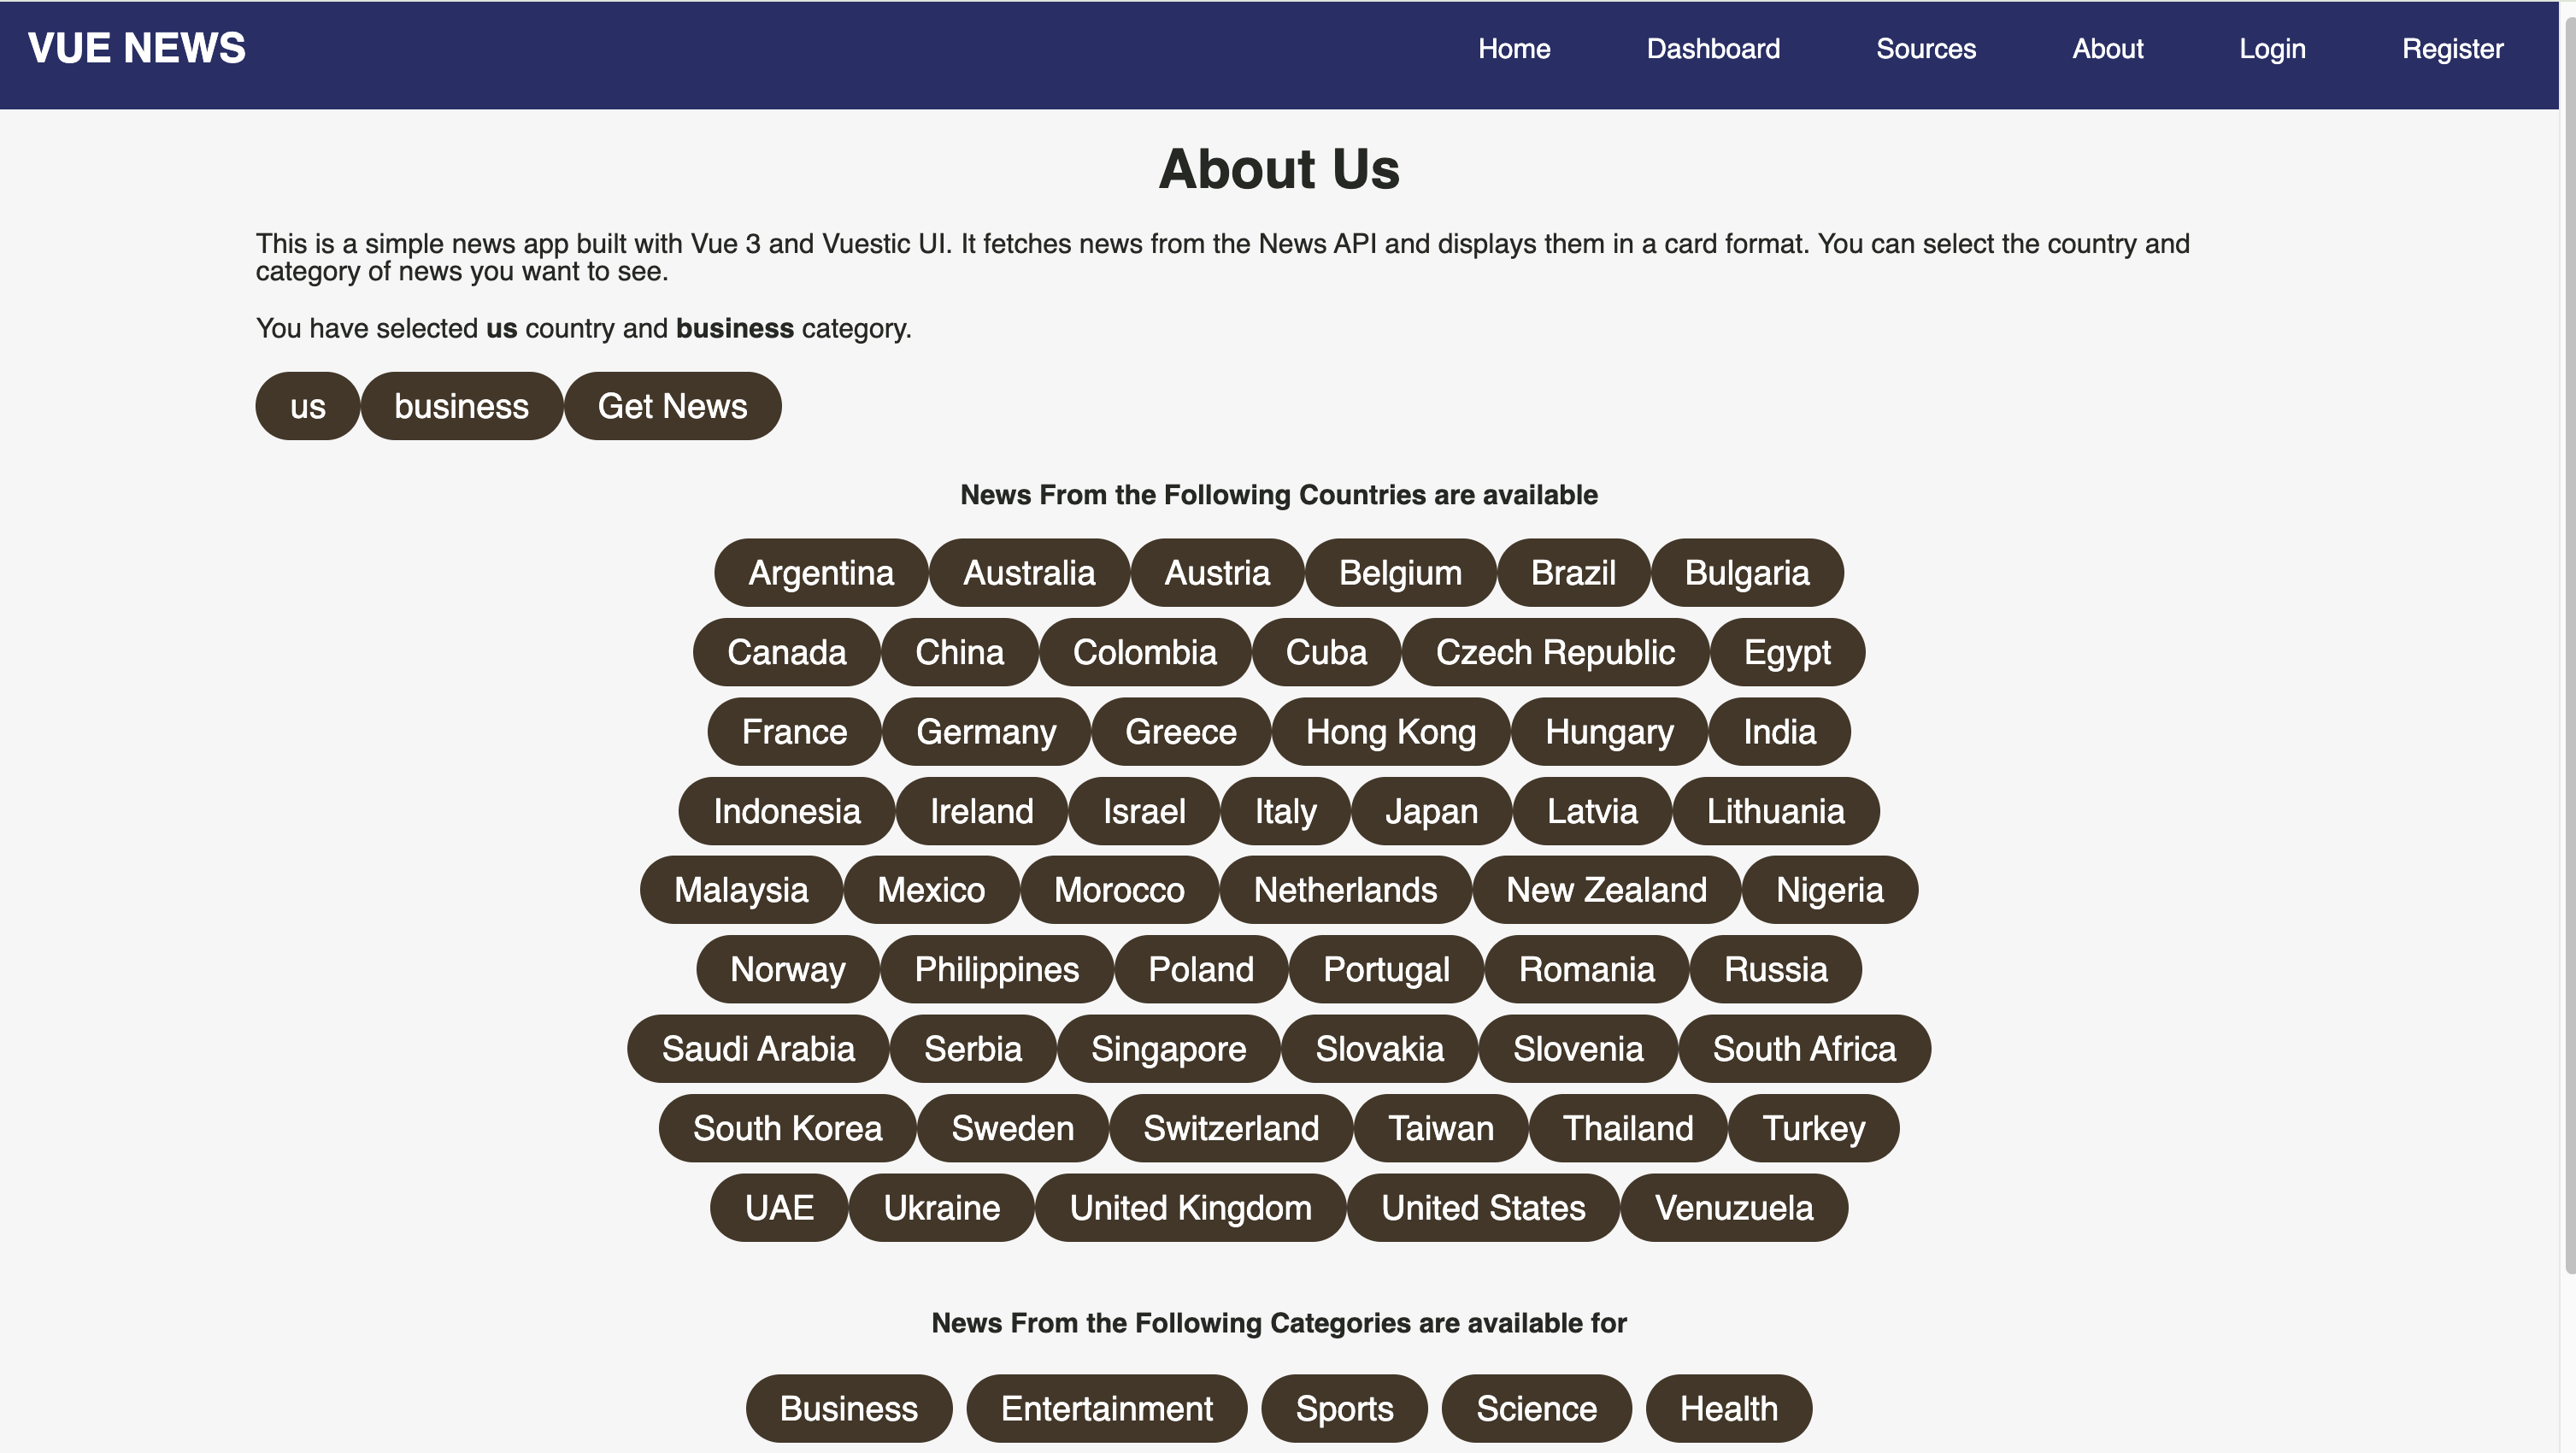 VUE NEWS Home Dashboard Sources About Login Register
About Us
This is a simple news app built with Vue 3 and Vuestic UI. It fetches news from the News API and displays them in a card format. You can select the country and
category of news you want to see.
You have selected us country and business category.
us business Get News
News From the Following Countries are available
Argentina Australia Austria Belgium Brazil Bulgaria
Canada China Colombia Cuba Czech Republic Egypt
France Germany Greece Hong Kong Hungary India
Indonesia Ireland Israel Italy Japan Latvia Lithuania
Malaysia Mexico Morocco Netherlands New Zealand Nigeria
Norway Philippines Poland Portugal Romania Russia
Saudi Arabia Serbia Singapore Slovakia Slovenia South Africa
South Korea Sweden Switzerland Taiwan Thailand Turkey
UAE Ukraine United Kingdom United States Venuzuela
News From the Following Categories are available for
Business Entertainment Sports Science Health